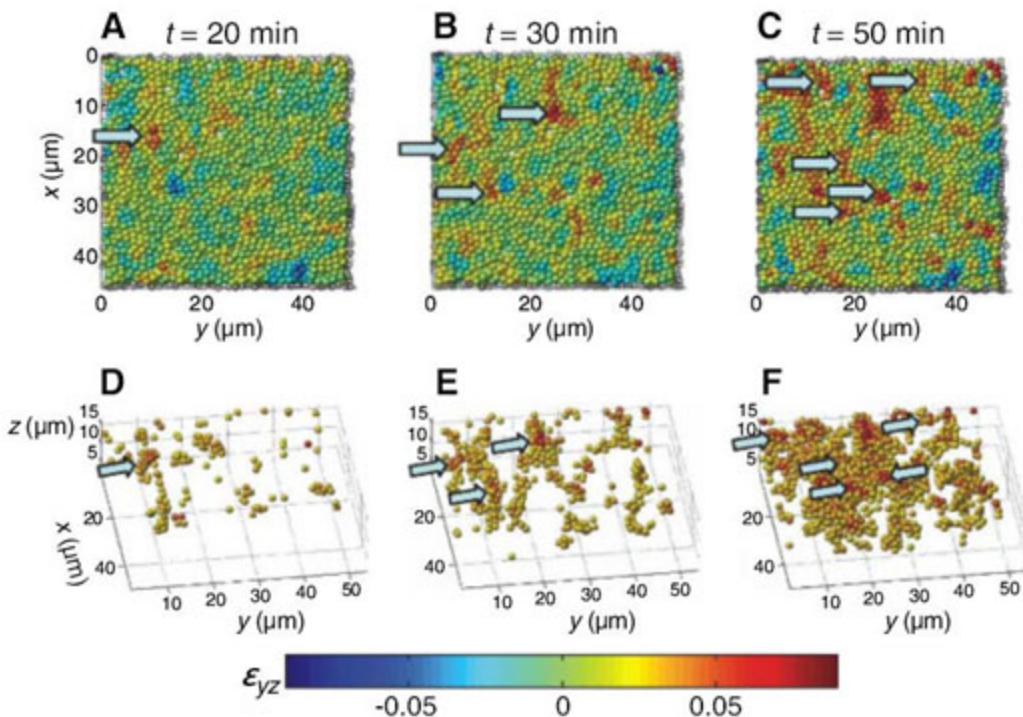 A t = 20 min
B t = 30 min
C t = 50 min
0
10
20
30
40
x (µm)
0 20 40
0 20 40
0 20 40
y (µm)
y (µm)
y (µm)
D
E
F
z (µm)
15
10
5
20
40
x (µm)
10 20 30 40 50
y (µm)
15
10
5
20
40
10 20 30 40 50
y (µm)
15
10
5
20
40
10 20 30 40 50
y (µm)
εyz
-0.05 0 0.05